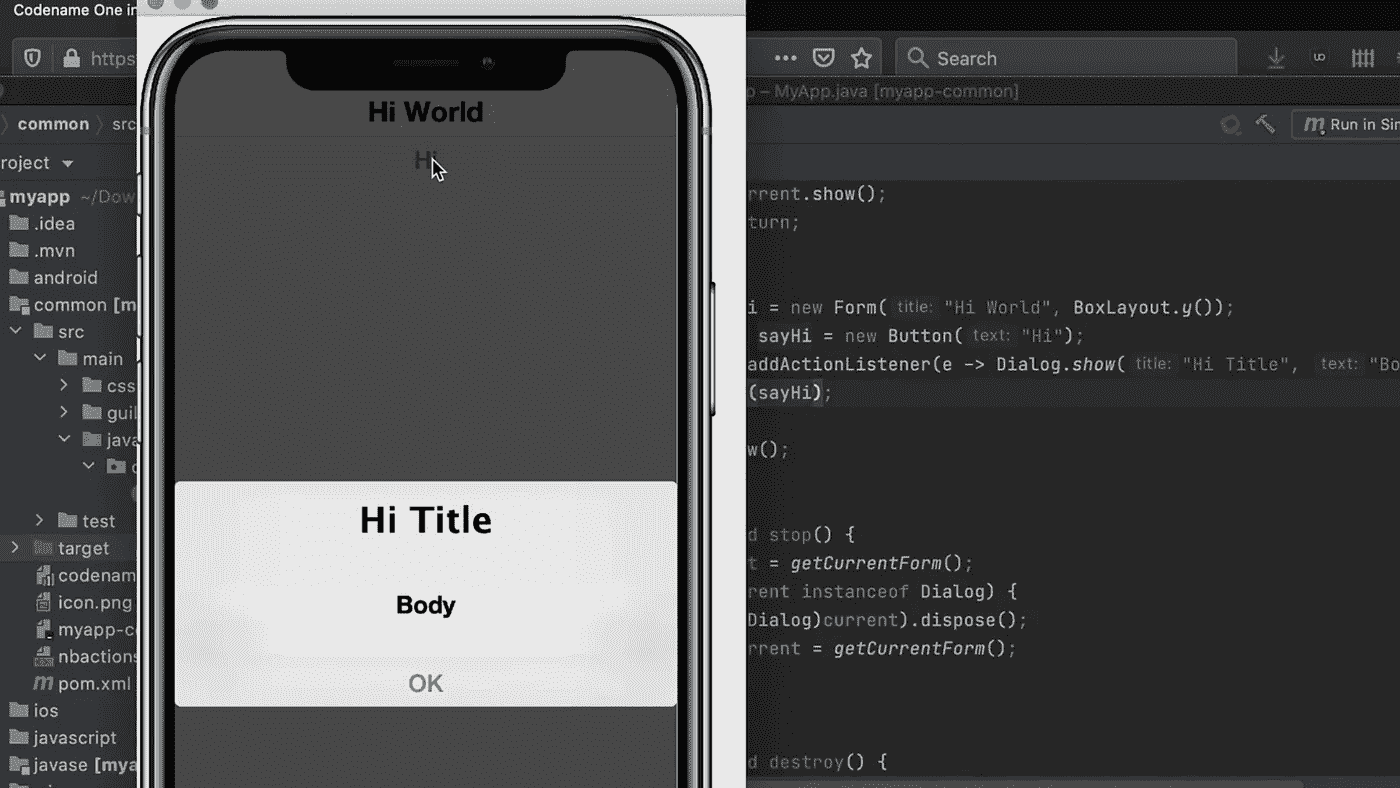 Codename One in
https
Search
– MyApp.java [myapp-common]
common
src
Run in Sim
roject
myapp ~/Dow
.idea
.mvn
android
common [m
src
main
css
guil
java
test
target
codenam
icon.png
myapp-c
nbactions
pom.xml
ios
javascript
javase [mya
Hi World
Hi
Hi Title
Body
OK
rrent.show();
turn;
i = new Form( title: "Hi World", BoxLayout.y());
sayHi = new Button( text: "Hi");
addActionListener(e -> Dialog.show( title: "Hi Title", text: "Bo
(sayHi);
w();
d stop() {
t = getCurrentForm();
rent instanceof Dialog) {
Dialog)current).dispose();
rrent = getCurrentForm();
d destroy() {